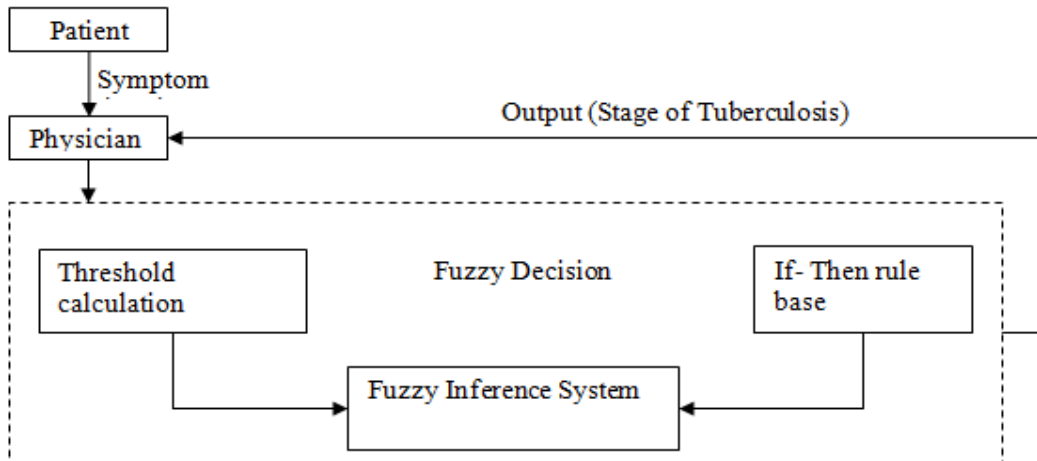 Patient
Symptom
Output (Stage of Tuberculosis)
Physician
Threshold
calculation
Fuzzy Decision
If- Then rule
base
Fuzzy Inference System